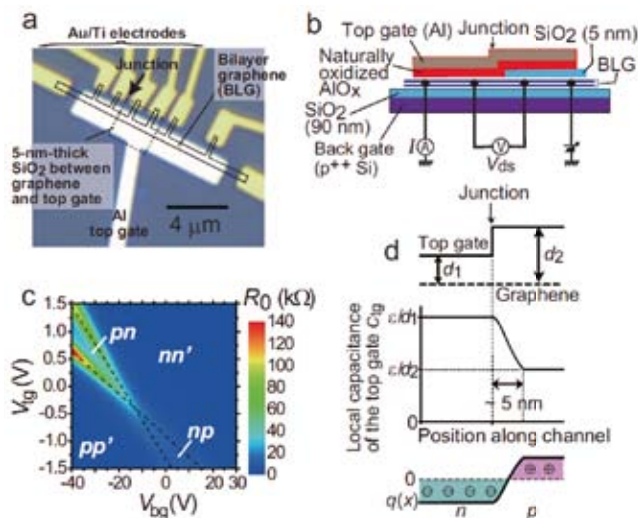 a
Au/Ti electrodes
Junction
Bilayer
graphene
(BLG)
5-nm-thick
SiO2 between
graphene
and top gate
Al
top gate
4 μm
b
Junction
Top gate (Al)
SiO2 (5 nm)
Naturally
oxidized
AlOx
BLG
SiO2
(90 nm)
Back gate
(p++ Si)
I
A
V
Vds
c
R0 (kΩ)
Vtg(V)
1.5
1.0
0.5
0.0
-0.5
-1.0
-1.5
pn
nn'
np
pp'
-40
-20
0
20
30
Vbg(V)
140
120
100
80
60
40
20
0
d
Junction
Top gate
d1
d2
Graphene
Local capacitance
of the top gate Ctg
ε/d1
ε/d2
0
~ 5 nm
Position along channel
0
q(x)
n
p